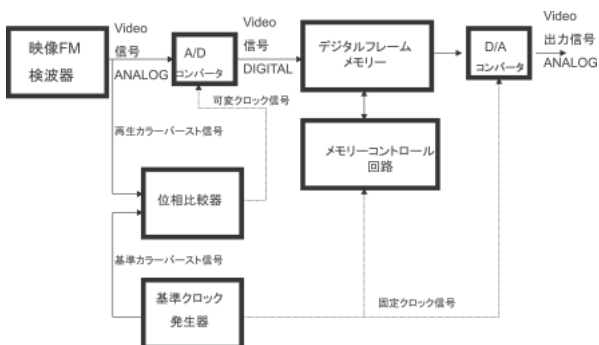 映像FM
検波器
Video
信号
ANALOG
A/D
コンバータ
Video
信号
DIGITAL
デジタルフレーム
メモリー
D/A
コンバータ
Video
出力信号
ANALOG
可変クロック信号
再生カラーバースト信号
メモリーコントロール
回路
位相比較器
基準カラーバースト信号
基準クロック
発生器
固定クロック信号